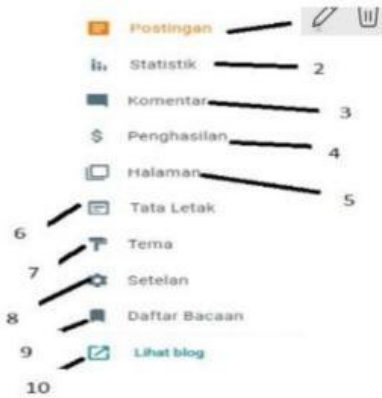 Postingan
Statistik 2
Komentar 3
Penghasilan 4
Halaman 5
6 Tata Letak
7 Tema
8 Setelan
9 Daftar Bacaan
10 Lihat blog